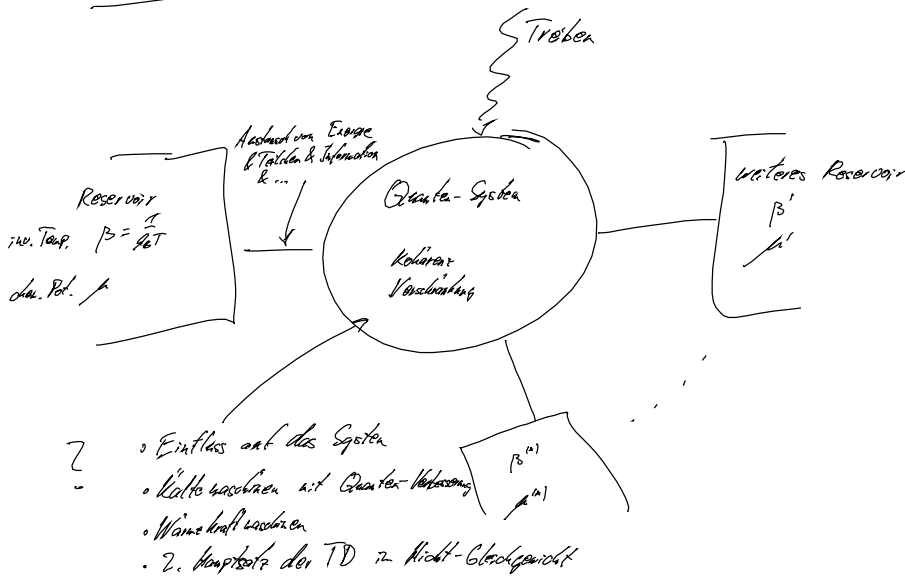 Treiben
Austausch von Energie
& Teilchen & Information
& ...
Reservoir
inv. Temp. β = 1/k_BT
chem. Pot. μ
Quanten-System
Kohärenz
Verschränkung
weiteres Reservoir
β'
μ'
?
• Einfluss auf das System
• Kältemaschinen mit Quanten-Verbesserung
• Wärmekraftmaschinen
• 2. Hauptsatz der TD im Nicht-Gleichgewicht
β⁽ⁿ⁾
μ⁽ⁿ⁾